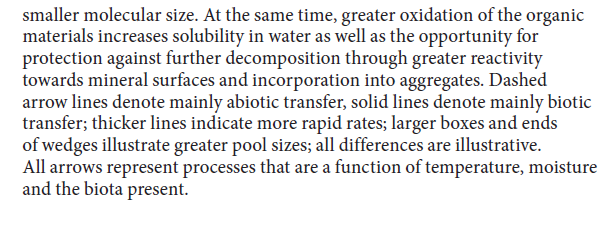 smaller molecular size. At the same time, greater oxidation of the organic
materials increases solubility in water as well as the opportunity for
protection against further decomposition through greater reactivity
towards mineral surfaces and incorporation into aggregates. Dashed
arrow lines denote mainly abiotic transfer, solid lines denote mainly biotic
transfer; thicker lines indicate more rapid rates; larger boxes and ends
of wedges illustrate greater pool sizes; all differences are illustrative.
All arrows represent processes that are a function of temperature, moisture
and the biota present.